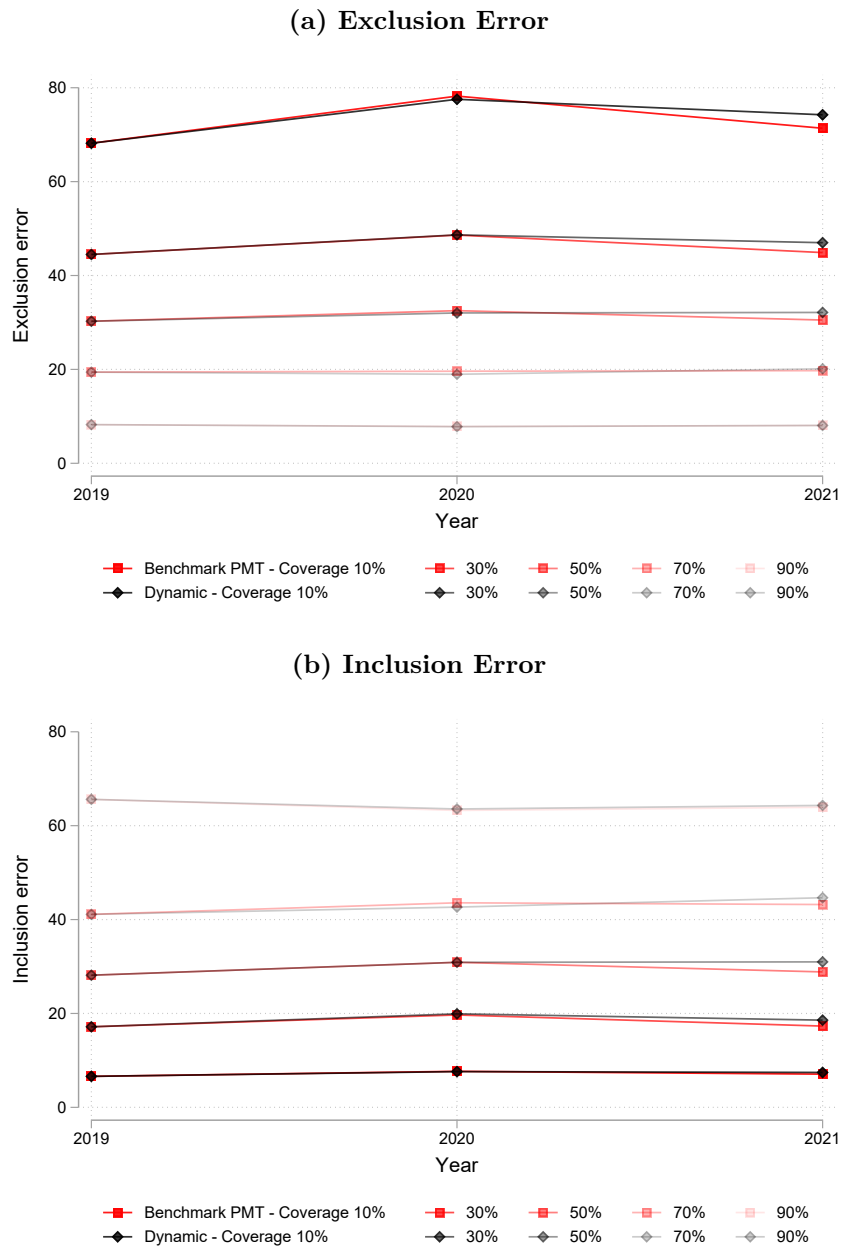 (a) Exclusion Error
80
60
40
20
0
Exclusion error
2019 2020 2021
Year
Benchmark PMT - Coverage 10% 30% 50% 70% 90%
Dynamic - Coverage 10% 30% 50% 70% 90%
(b) Inclusion Error
80
60
40
20
0
Inclusion error
2019 2020 2021
Year
Benchmark PMT - Coverage 10% 30% 50% 70% 90%
Dynamic - Coverage 10% 30% 50% 70% 90%